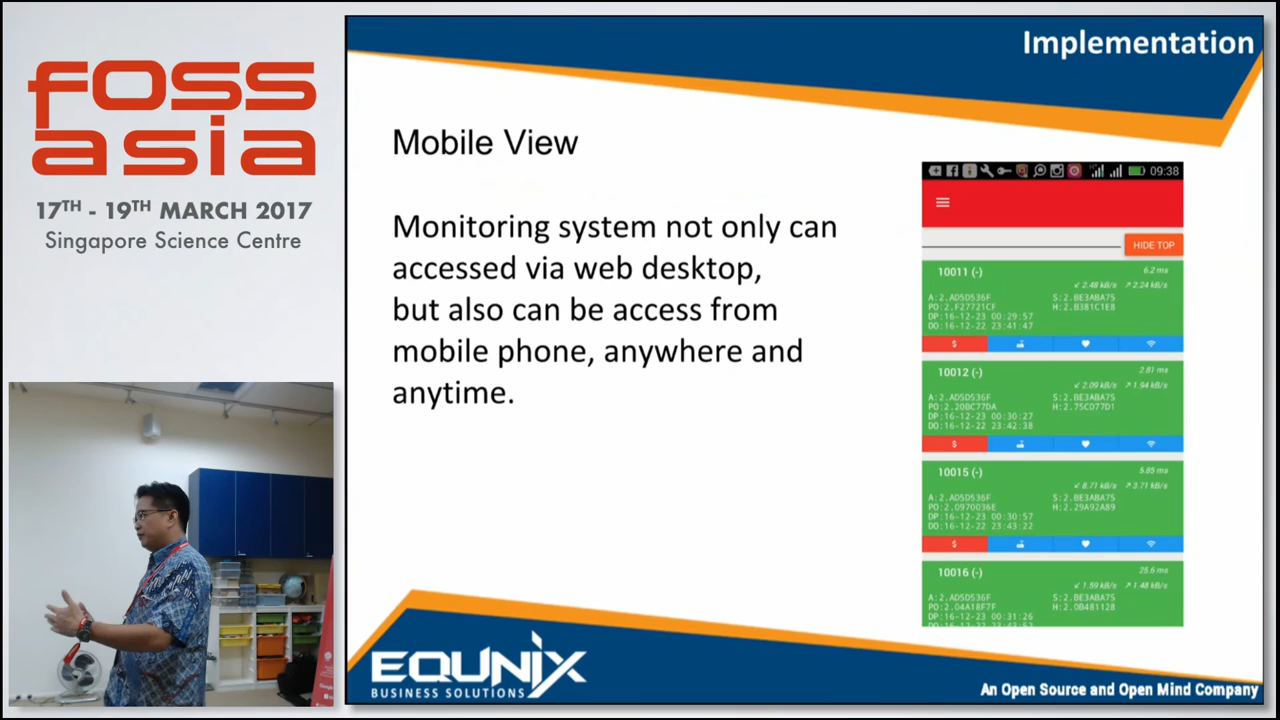 foss
asia
17TH - 19TH MARCH 2017
Singapore Science Centre
Implementation
Mobile View
Monitoring system not only can
accessed via web desktop,
but also can be access from
mobile phone, anywhere and
anytime.
09:38
HIDE TOP
10011 (-)
6.2 ms
↙ 2.48 kB/s ↗ 2.24 kB/s
A:2.AD5D536F S:2.BE3ABA75
PO:2.F27721CF H:2.B381C1E8
DP:16-12-23 00:29:57
DO:16-12-22 23:41:47
$
10012 (-)
2.81 ms
↙ 2.09 kB/s ↗ 1.94 kB/s
A:2.AD5D536F S:2.BE3ABA75
PO:2.20BC77DA H:2.75C077D1
DP:16-12-23 00:30:27
DO:16-12-22 23:42:38
$
10015 (-)
5.85 ms
↙ 8.71 kB/s ↗ 3.71 kB/s
A:2.AD5D536F S:2.BE3ABA75
PO:2.0970036E H:2.29A92A89
DP:16-12-23 00:30:57
DO:16-12-22 23:43:22
$
10016 (-)
25.6 ms
↙ 1.59 kB/s ↗ 1.48 kB/s
A:2.AD5D536F S:2.BE3ABA75
PO:2.04A18F7F H:2.0B481128
DP:16-12-23 00:31:26
EQUNIX
BUSINESS SOLUTIONS
An Open Source and Open Mind Company